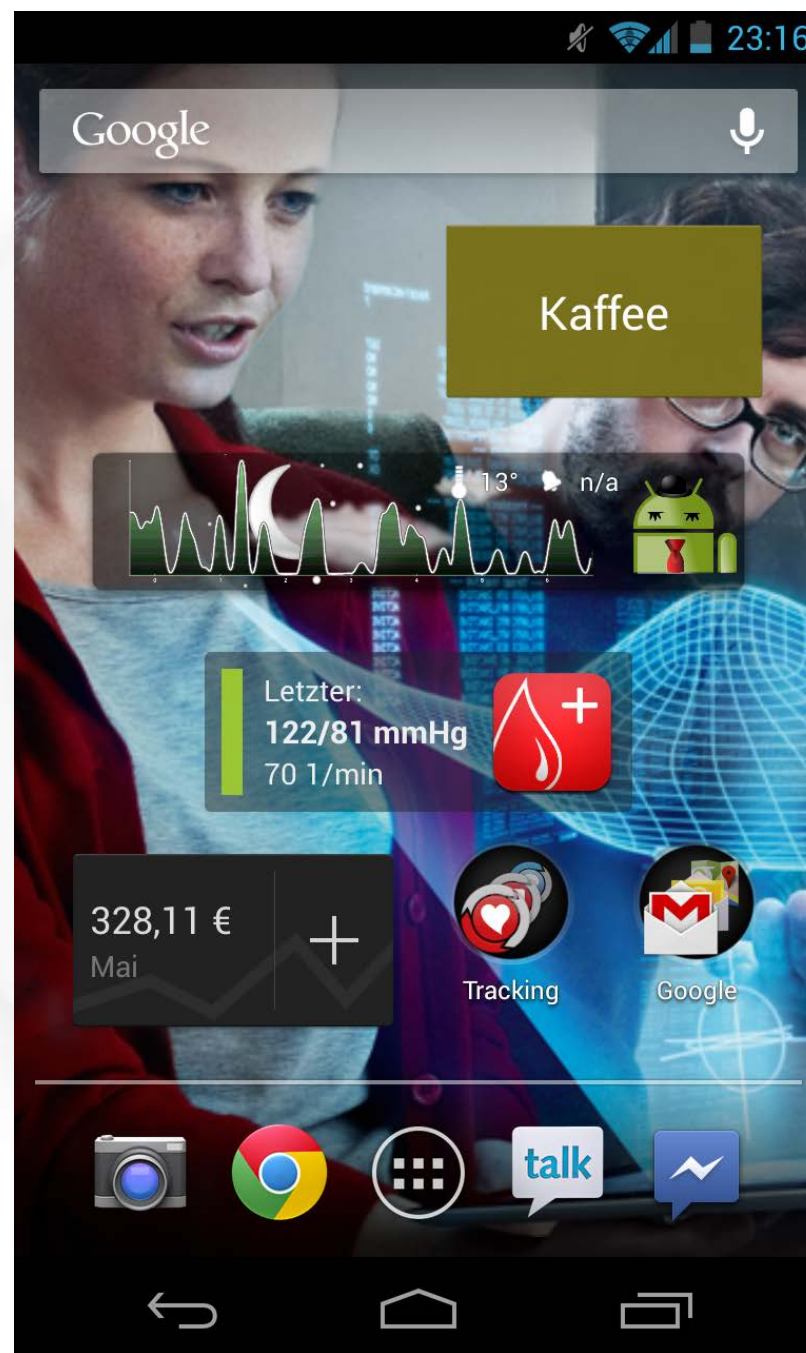 23:16
Google
Kaffee
13° n/a
Letzter:
122/81 mmHg
70 1/min
328,11 €
Mai
+
Tracking
Google
talk